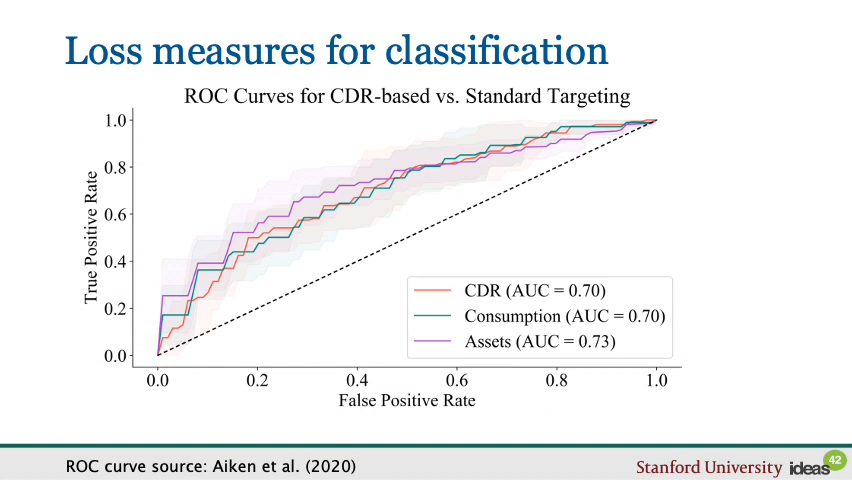 Loss measures for classification
ROC Curves for CDR-based vs. Standard Targeting
True Positive Rate
1.0
0.8
0.6
0.4
0.2
0.0
CDR (AUC = 0.70)
Consumption (AUC = 0.70)
Assets (AUC = 0.73)
0.0 0.2 0.4 0.6 0.8 1.0
False Positive Rate
ROC curve source: Aiken et al. (2020)
Stanford University ideas 42